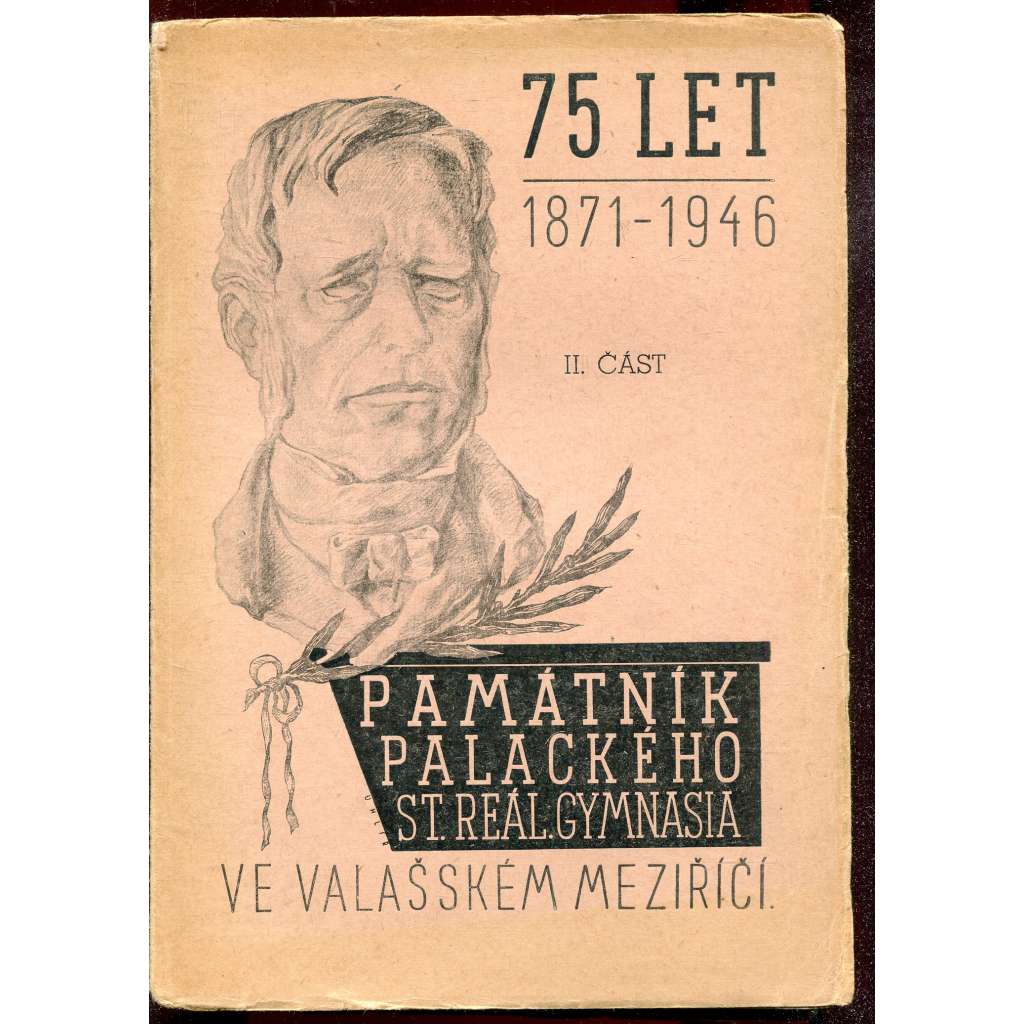 75 LET
1871-1946
II. ČÁST
PAMÁTNÍK
PALACKÉHO
ST. REÁL. GYMNASIA
VE VALAŠSKÉM MEZIŘÍČÍ.